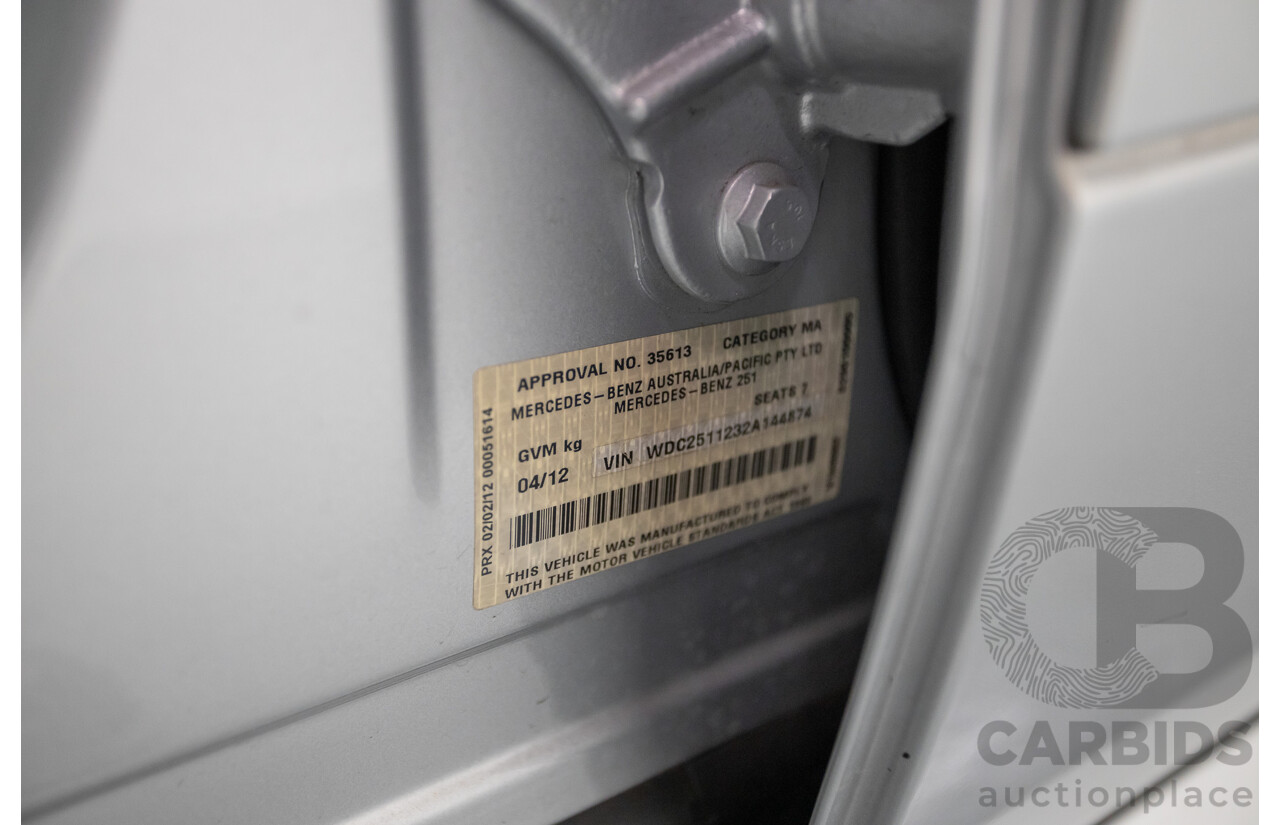 APPROVAL NO. 35613 CATEGORY MA
MERCEDES-BENZ AUSTRALIA/PACIFIC PTY LTD
MERCEDES-BENZ 251
SEATS 7
GVM kg
04/12 VIN WDC2511232A144874
THIS VEHICLE WAS MANUFACTURED TO COMPLY
WITH THE MOTOR VEHICLE STANDARDS ACT 1989
PRX 02/02/12 00051614
CB
CARBIDS
auctionplace